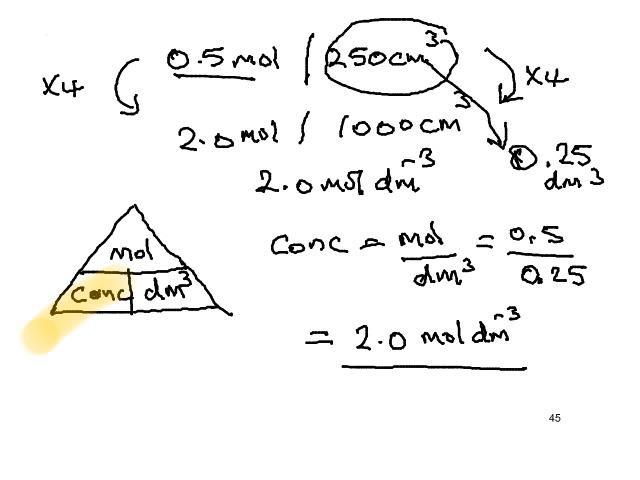 0.5 mol / 250cm³
x4
x4
2.0 mol / 1000cm³
0.25
dm³
2.0 mol dm⁻³
mol
conc dm³
Conc = mol/dm³ = 0.5/0.25
= 2.0 mol dm⁻³
45